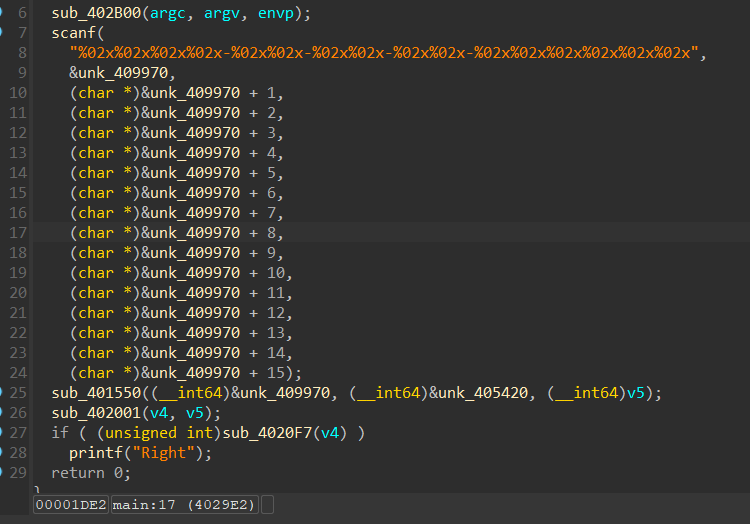 6 sub_402B00(argc, argv, envp);
7 scanf(
8 "%02x%02x%02x%02x-%02x%02x-%02x%02x-%02x%02x-%02x%02x%02x%02x%02x%02x",
9 &unk_409970,
10 (char *)&unk_409970 + 1,
11 (char *)&unk_409970 + 2,
12 (char *)&unk_409970 + 3,
13 (char *)&unk_409970 + 4,
14 (char *)&unk_409970 + 5,
15 (char *)&unk_409970 + 6,
16 (char *)&unk_409970 + 7,
17 (char *)&unk_409970 + 8,
18 (char *)&unk_409970 + 9,
19 (char *)&unk_409970 + 10,
20 (char *)&unk_409970 + 11,
21 (char *)&unk_409970 + 12,
22 (char *)&unk_409970 + 13,
23 (char *)&unk_409970 + 14,
24 (char *)&unk_409970 + 15);
25 sub_401550((__int64)&unk_409970, (__int64)&unk_405420, (__int64)v5);
26 sub_402001(v4, v5);
27 if ( (unsigned int)sub_4020F7(v4) )
28 printf("Right");
29 return 0;
00001DE2 main:17 (4029E2)